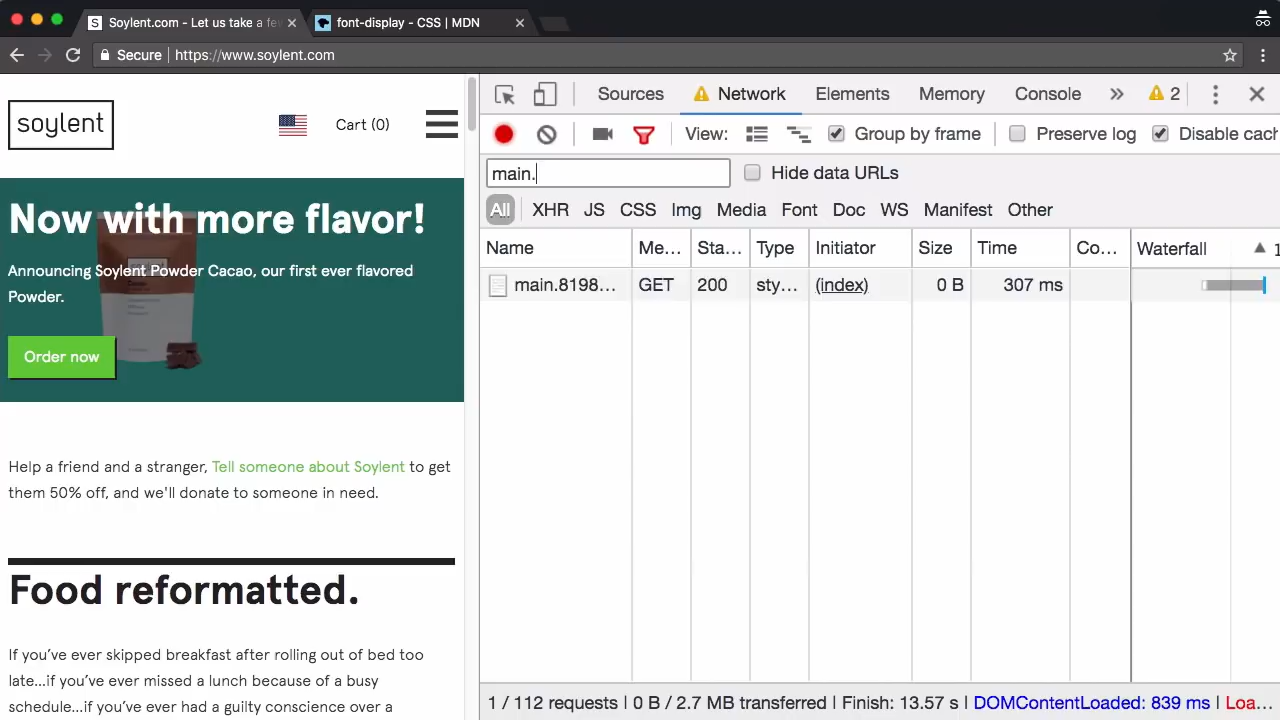 Soylent.com - Let us take a few
font-display - CSS | MDN
Secure
https://www.soylent.com
soylent
Cart (0)
Now with more flavor!
Announcing Soylent Powder Cacao, our first ever flavored
Powder.
Order now
Help a friend and a stranger, Tell someone about Soylent to get
them 50% off, and we'll donate to someone in need.
Food reformatted.
If you’ve ever skipped breakfast after rolling out of bed too
late...if you’ve ever missed a lunch because of a busy
schedule...if you’ve ever had a guilty conscience over a
Sources Network Elements Memory Console » 2
View: Group by frame Preserve log Disable cach
main.
Hide data URLs
All XHR JS CSS Img Media Font Doc WS Manifest Other
Name Me... Sta... Type Initiator Size Time Co... Waterfall 1
main.8198... GET 200 sty... (index) 0 B 307 ms
1 / 112 requests | 0 B / 2.7 MB transferred | Finish: 13.57 s | DOMContentLoaded: 839 ms | Loa...